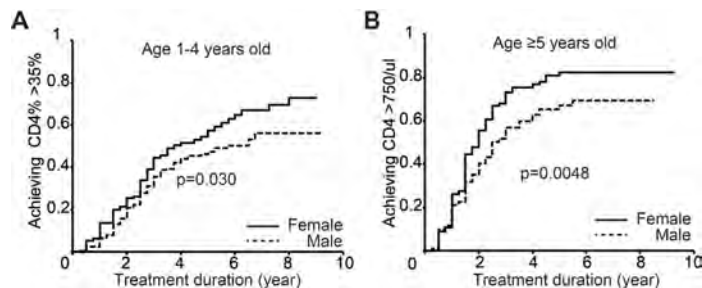 A
Age 1-4 years old
Achieving CD4% >35%
1
0.8
0.6
0.4
0.2
p=0.030
Female
Male
0 2 4 6 8 10
Treatment duration (year)
B
Age ≥5 years old
Achieving CD4 >750/ul
1
0.8
0.6
0.4
0.2
p=0.0048
Female
Male
0 2 4 6 8 10
Treatment duration (year)